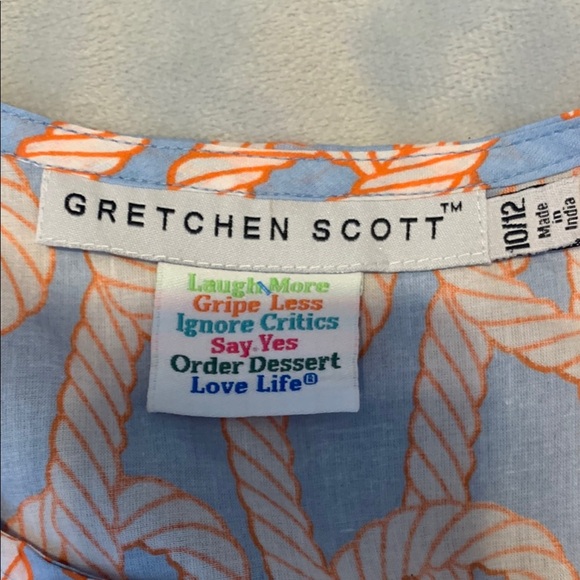 GRETCHEN SCOTT™
10/12
Made
in
India
Laugh More
Gripe Less
Ignore Critics
Say Yes
Order Dessert
Love Life®